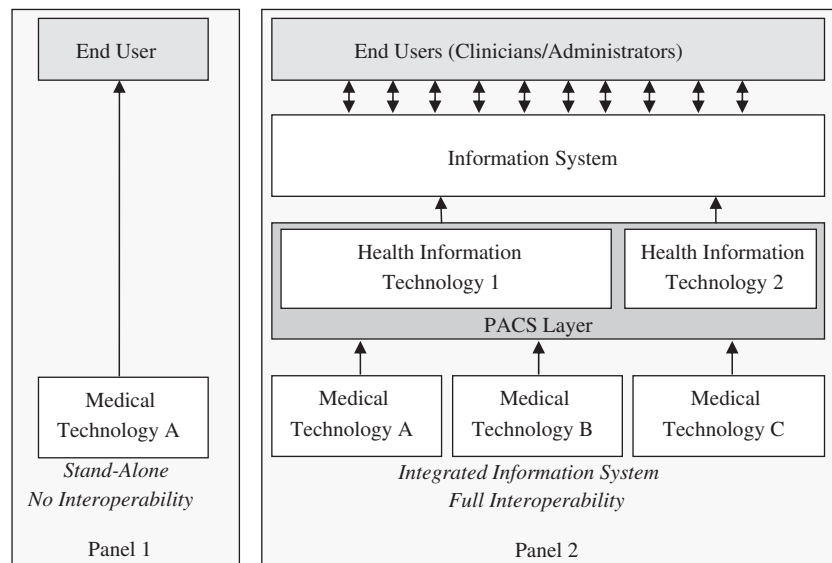 End User
Medical
Technology A
Stand-Alone
No Interoperability
Panel 1
End Users (Clinicians/Administrators)
Information System
Health Information
Technology 1
Health Information
Technology 2
PACS Layer
Medical
Technology A
Medical
Technology B
Medical
Technology C
Integrated Information System
Full Interoperability
Panel 2